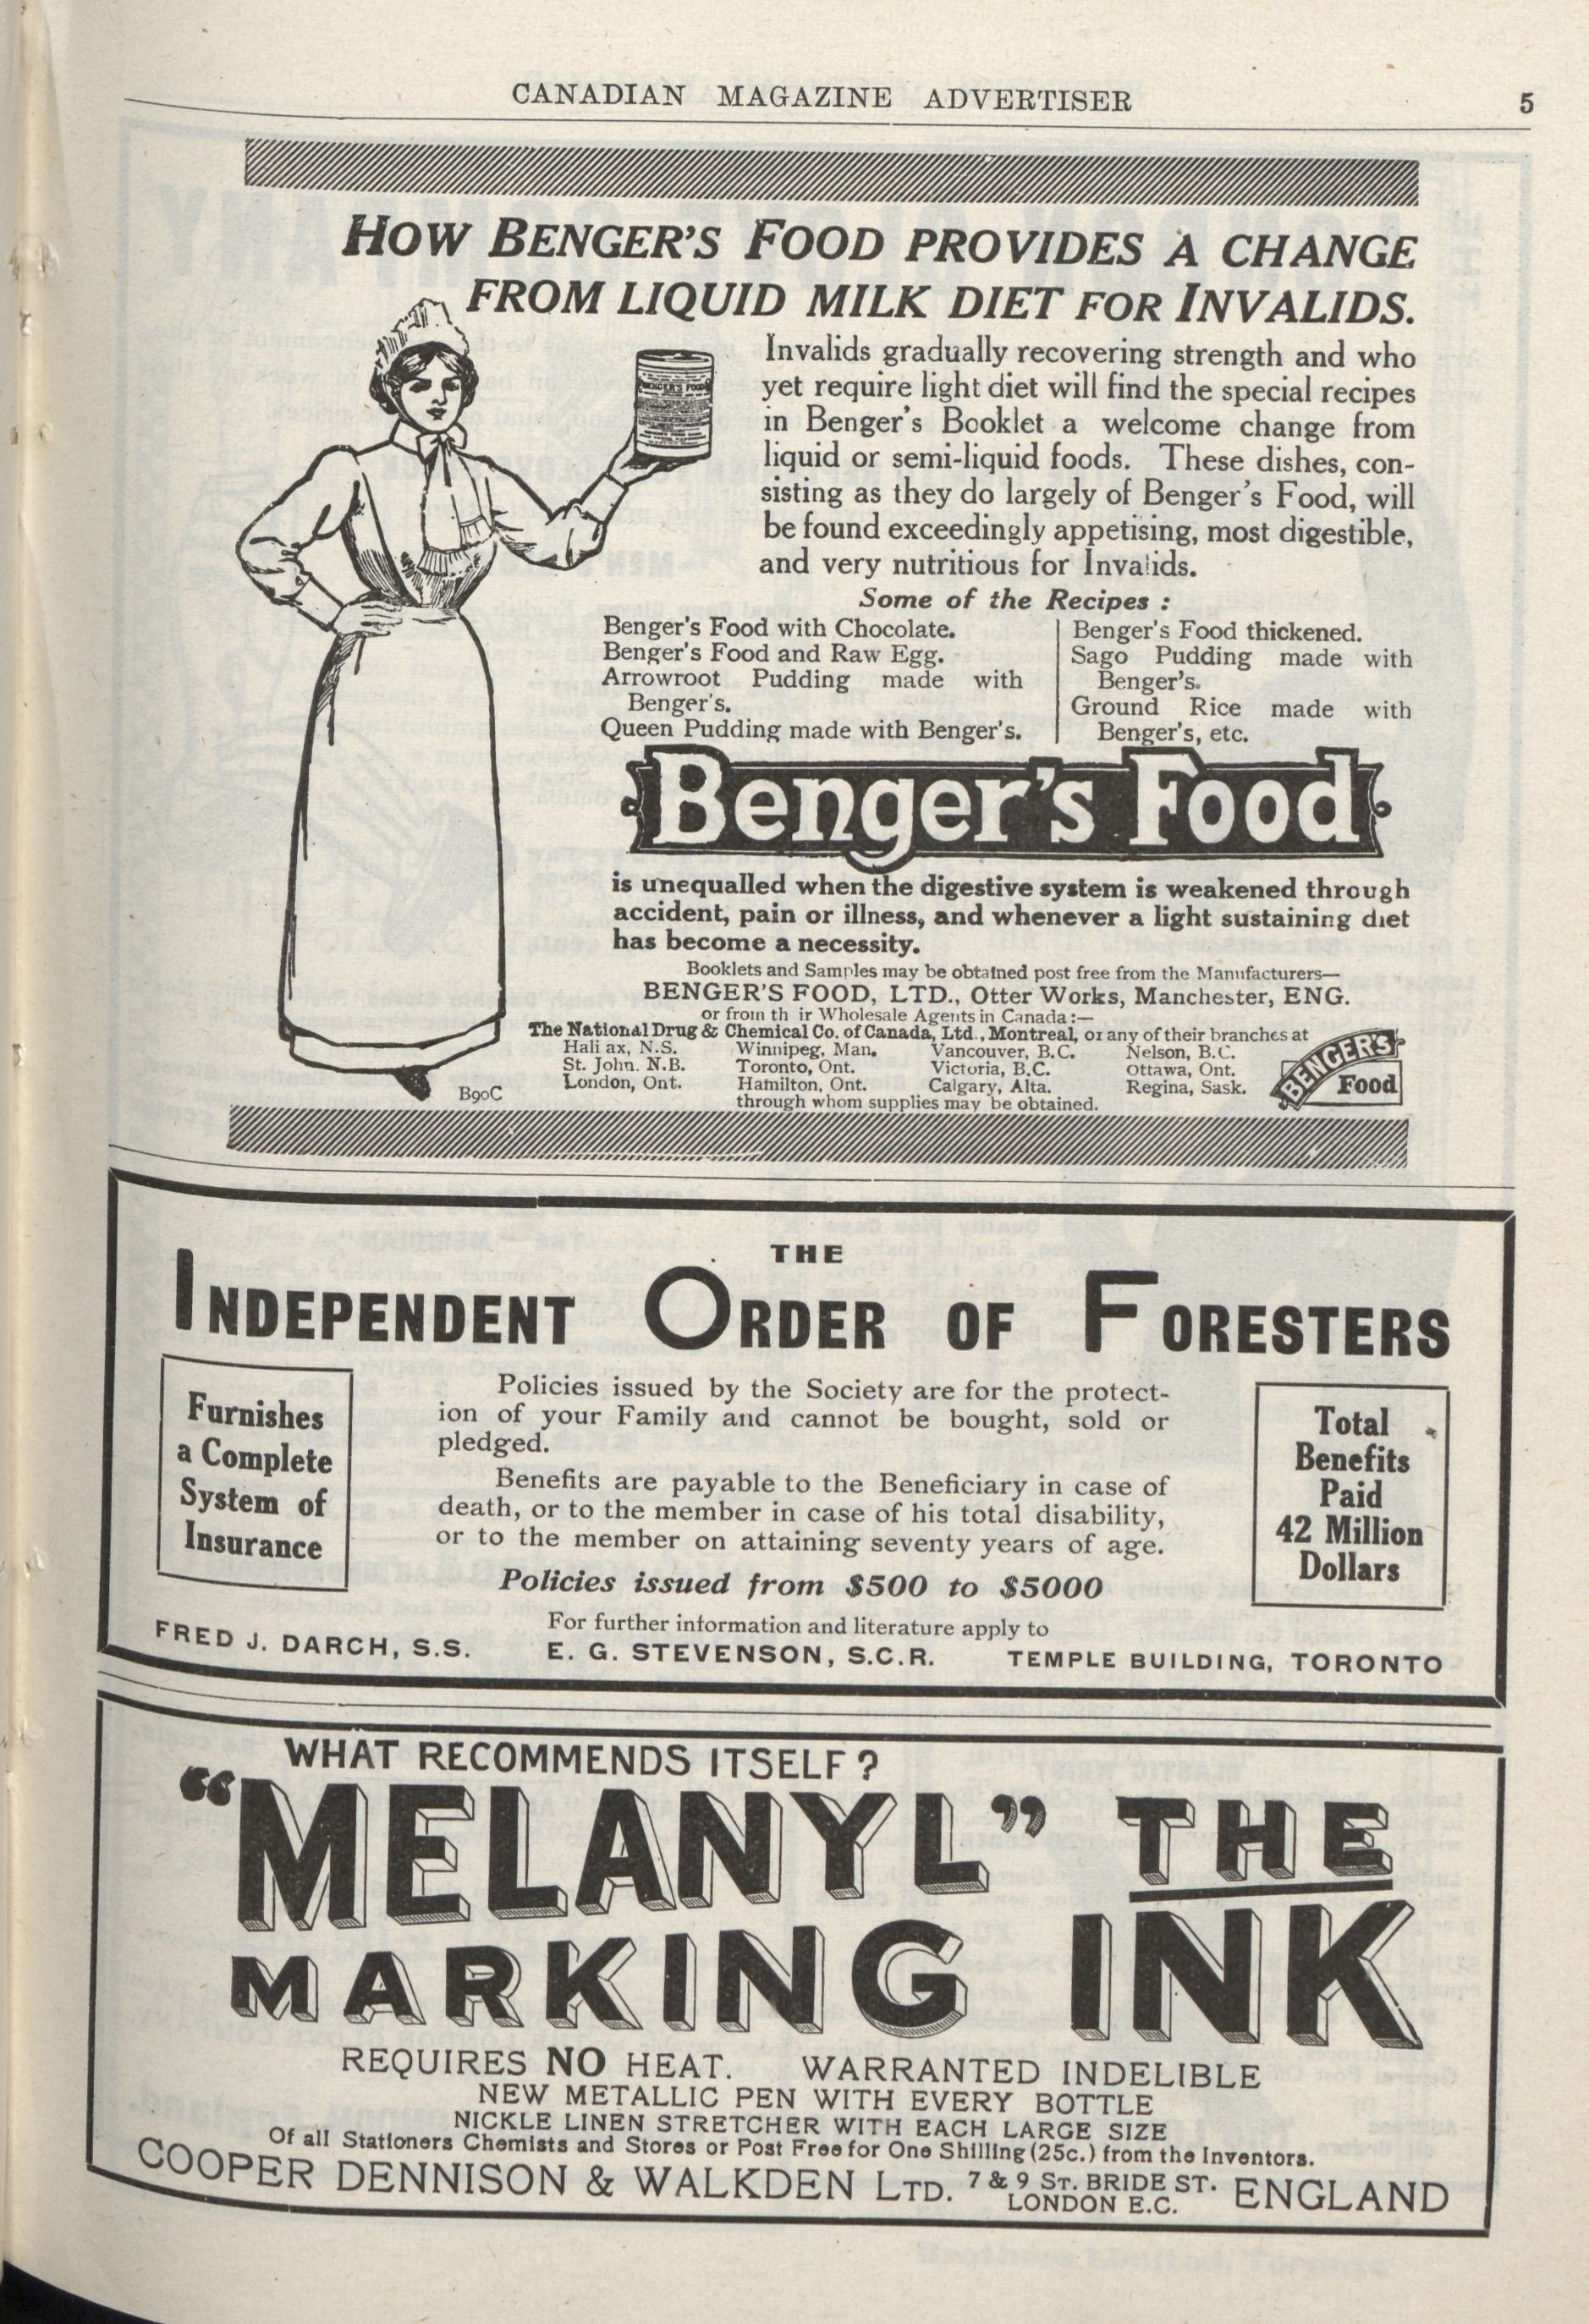 CANADIAN MAGAZINE ADVERTISER 5
HOW BENGER'S FOOD PROVIDES A CHANGE
FROM LIQUID MILK DIET FOR INVALIDS.
Invalids gradually recovering strength and who
yet require light diet will find the special recipes
in Benger's Booklet a welcome change from
liquid or semi-liquid foods. These dishes, con-
sisting as they do largely of Benger's Food, will
be found exceedingly appetising, most digestible,
and very nutritious for Invalids.
BENGER'S FOOD
Some of the Recipes :
Benger's Food with Chocolate.
Benger's Food and Raw Egg.
Arrowroot Pudding made with
Benger's.
Queen Pudding made with Benger's.
Benger's Food thickened.
Sago Pudding made with
Benger's.
Ground Rice made with
Benger's, etc.
Benger's Food
is unequalled when the digestive system is weakened through
accident, pain or illness, and whenever a light sustaining diet
has become a necessity.
Booklets and Samples may be obtained post free from the Manufacturers—
BENGER'S FOOD, LTD., Otter Works, Manchester, ENG.
or from th ir Wholesale Agents in Canada :—
The National Drug & Chemical Co. of Canada, Ltd., Montreal, or any of their branches at
Hali ax, N.S. Winnipeg, Man. Vancouver, B.C. Nelson, B.C.
St. John. N.B. Toronto, Ont. Victoria, B.C. Ottawa, Ont.
London, Ont. Hamilton, Ont. Calgary, Alta. Regina, Sask.
through whom supplies may be obtained.
B90C
BENGER'S
Food
THE
INDEPENDENT ORDER OF FORESTERS
Furnishes
a Complete
System of
Insurance
Policies issued by the Society are for the protect-
ion of your Family and cannot be bought, sold or
pledged.
Benefits are payable to the Beneficiary in case of
death, or to the member in case of his total disability,
or to the member on attaining seventy years of age.
Policies issued from $500 to $5000
Total
Benefits
Paid
42 Million
Dollars
For further information and literature apply to
FRED J. DARCH, S.S. E. G. STEVENSON, S.C.R. TEMPLE BUILDING, TORONTO
WHAT RECOMMENDS ITSELF ?
"MELANYL" THE
MARKING INK
REQUIRES NO HEAT. WARRANTED INDELIBLE
NEW METALLIC PEN WITH EVERY BOTTLE
NICKLE LINEN STRETCHER WITH EACH LARGE SIZE
Of all Stationers Chemists and Stores or Post Free for One Shilling (25c.) from the Inventors.
COOPER DENNISON & WALKDEN LTD. 7 & 9 ST. BRIDE ST. ENGLAND
LONDON E.C.